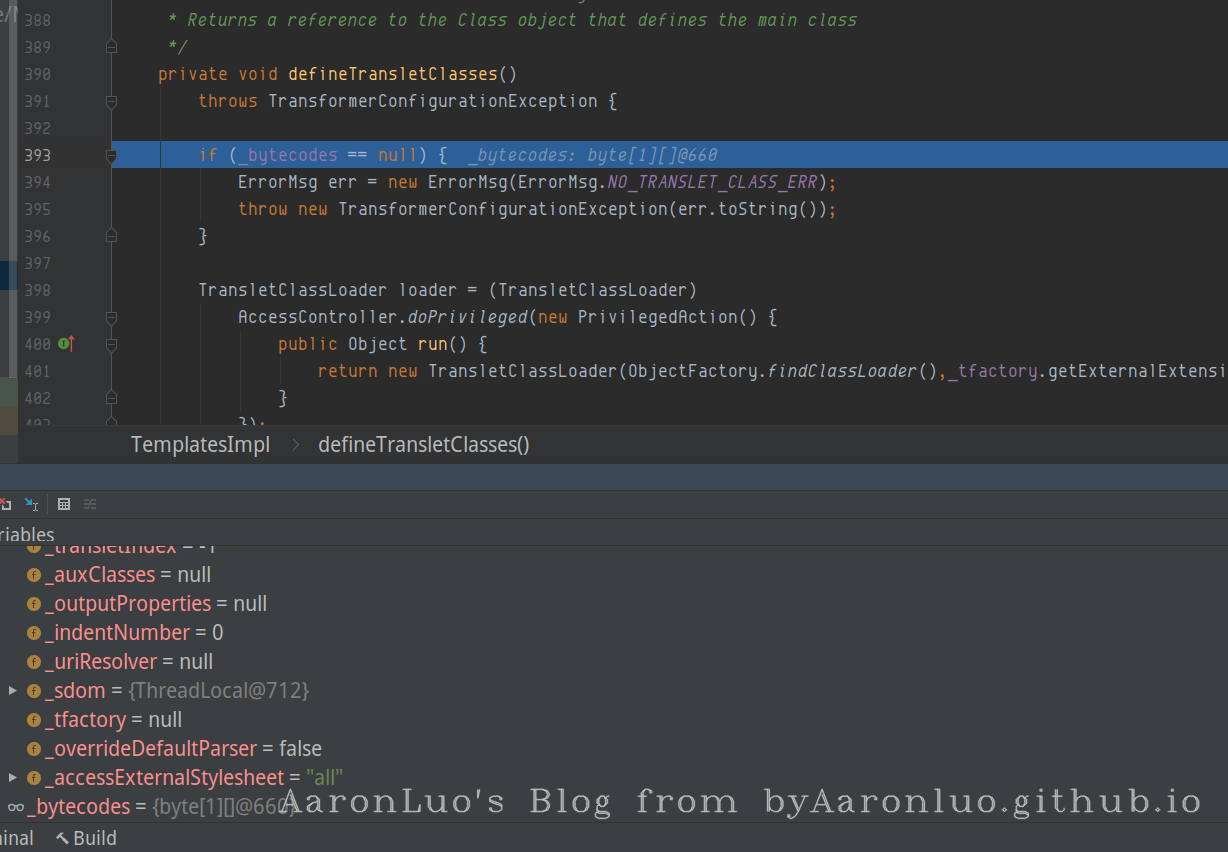 388 * Returns a reference to the Class object that defines the main class
389 */
390 private void defineTransletClasses()
391 throws TransformerConfigurationException {
392
393 if (_bytecodes == null) { _bytecodes: byte[1][]@660
394 ErrorMsg err = new ErrorMsg(ErrorMsg.NO_TRANSLET_CLASS_ERR);
395 throw new TransformerConfigurationException(err.toString());
396 }
397
398 TransletClassLoader loader = (TransletClassLoader)
399 AccessController.doPrivileged(new PrivilegedAction() {
400 public Object run() {
401 return new TransletClassLoader(ObjectFactory.findClassLoader(),_tfactory.getExternalExtensi
402 }
403 });
TemplatesImpl > defineTransletClasses()
riables
_transletIndex = -1
_auxClasses = null
_outputProperties = null
_indentNumber = 0
_uriResolver = null
_sdom = {ThreadLocal@712}
_tfactory = null
_overrideDefaultParser = false
_accessExternalStylesheet = "all"
_bytecodes = {byte[1][]@660}
AaronLuo's Blog from byAaronluo.github.io
inal Build